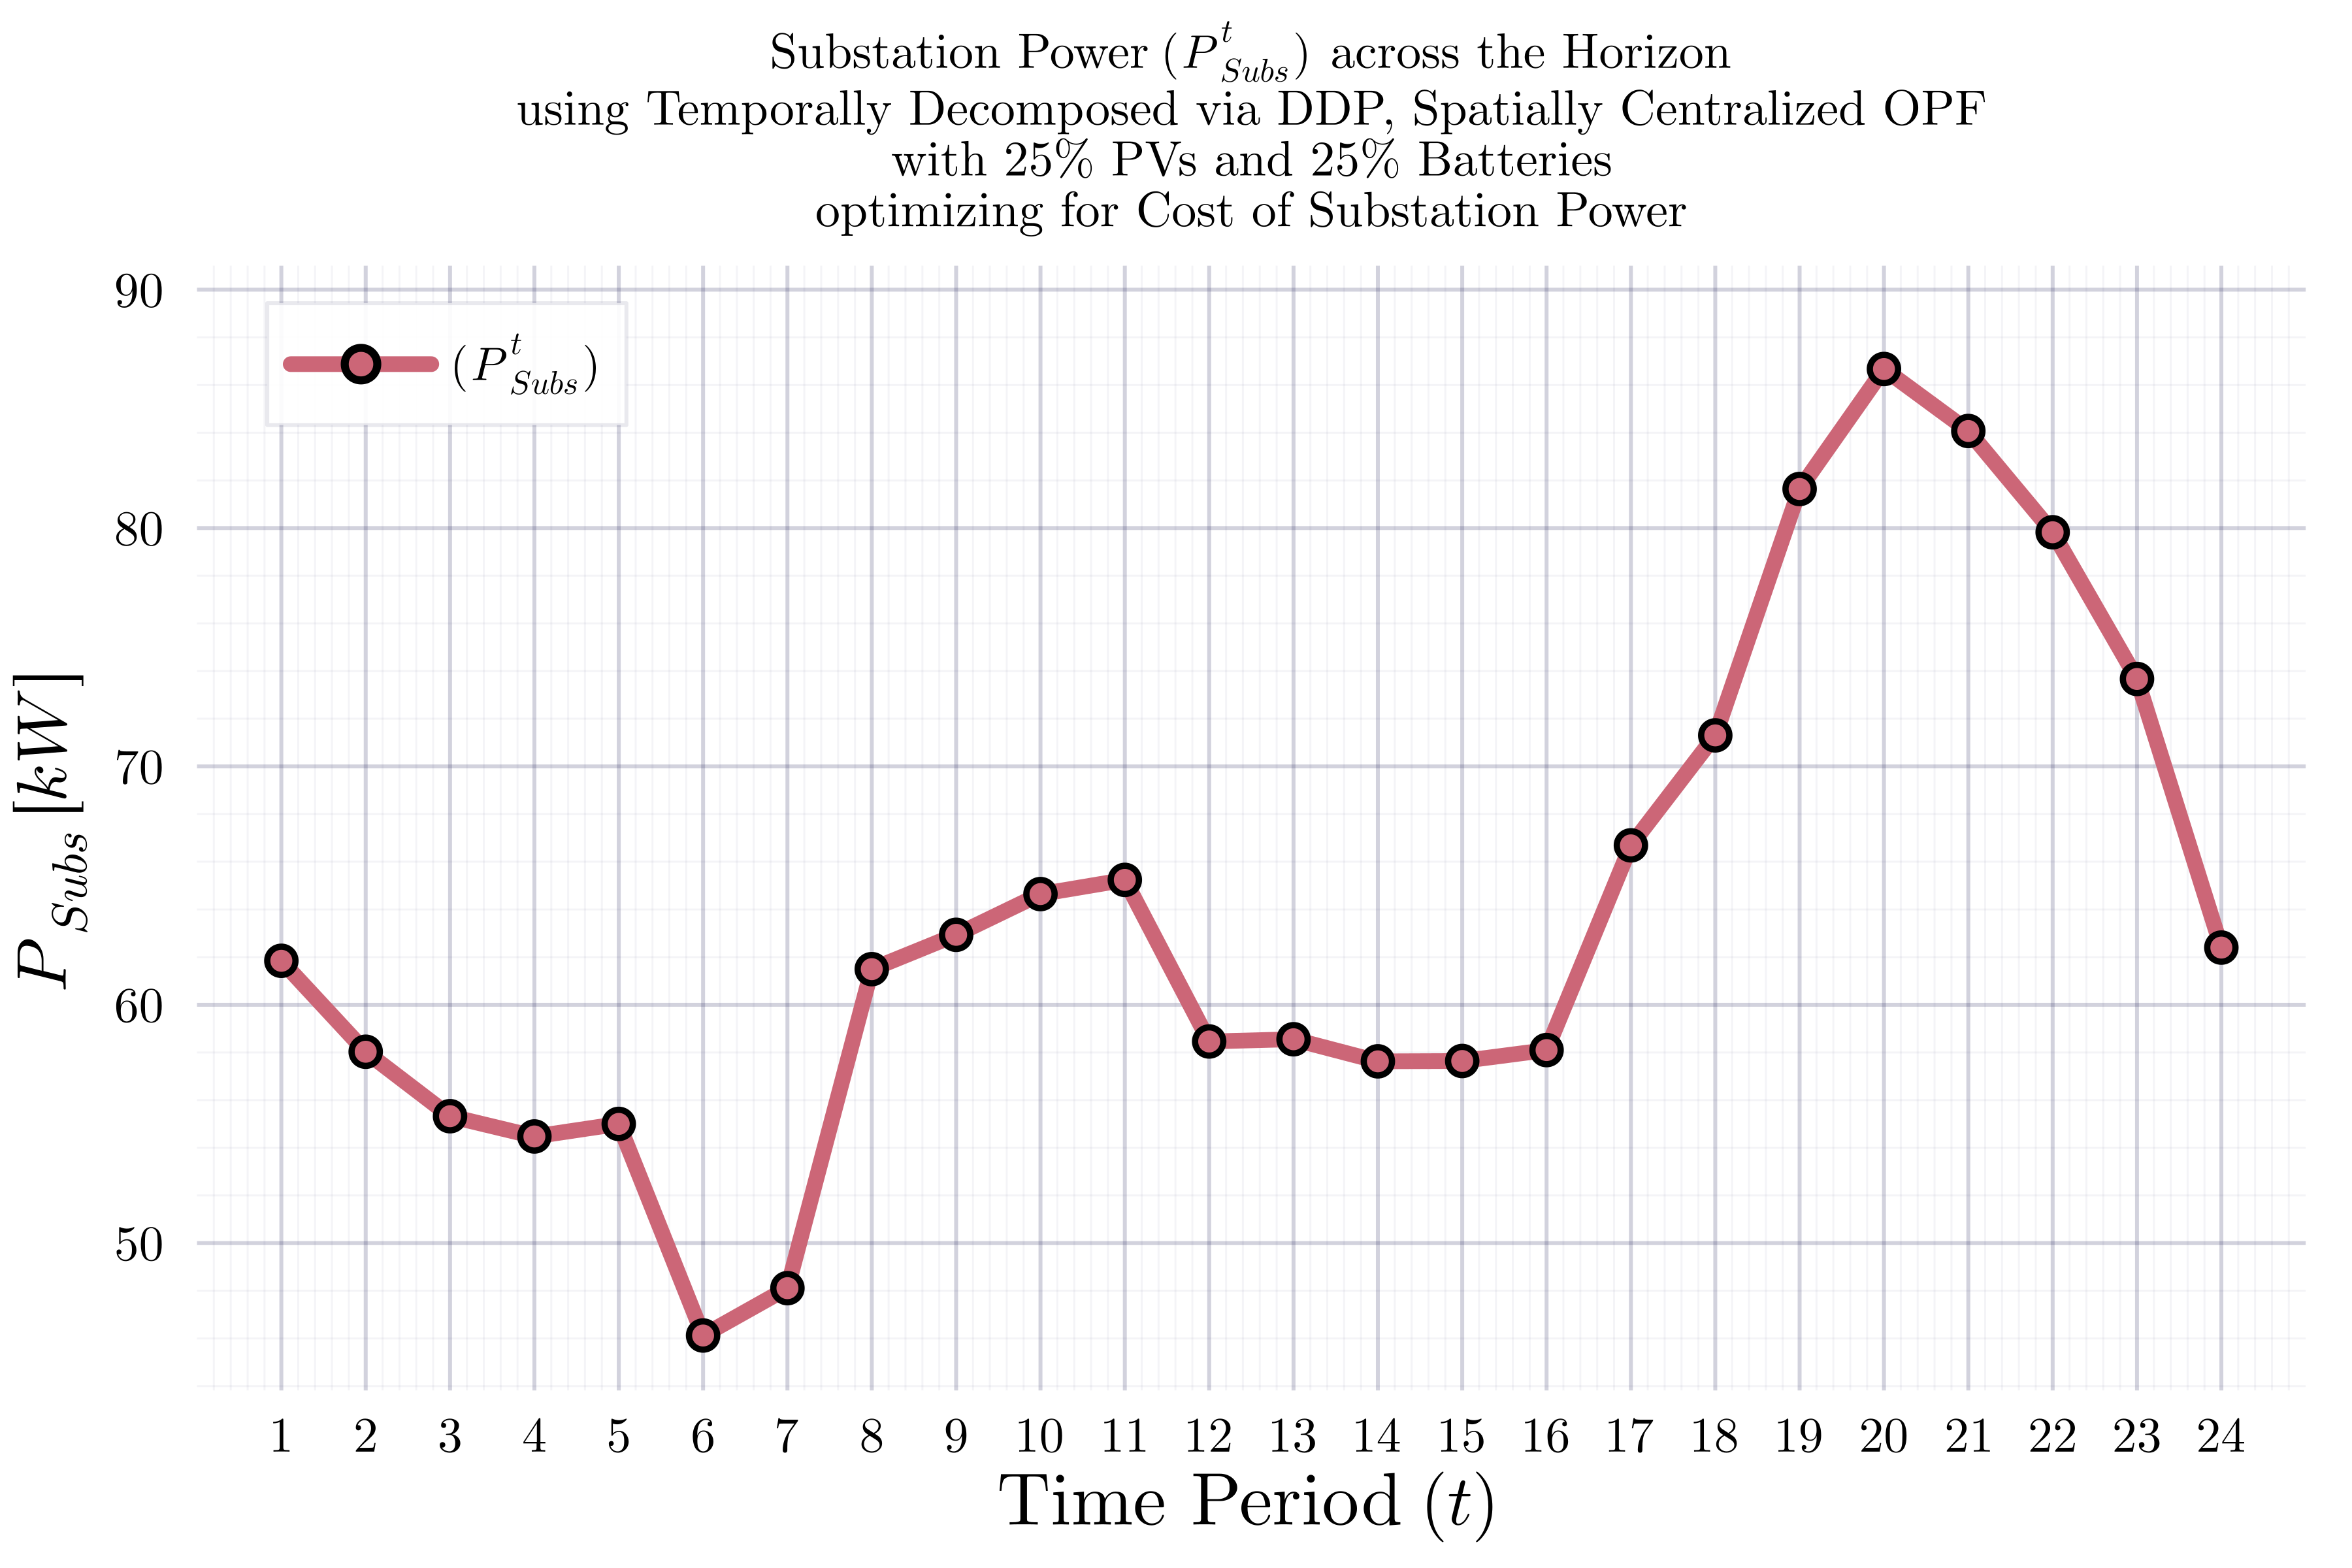 Substation Power (P^t_Subs) across the Horizon
using Temporally Decomposed via DDP, Spatially Centralized OPF
with 25% PVs and 25% Batteries
optimizing for Cost of Substation Power
90
(P^t_Subs)
80
70
60
50
P_Subs [kW]
1 2 3 4 5 6 7 8 9 10 11 12 13 14 15 16 17 18 19 20 21 22 23 24
Time Period (t)